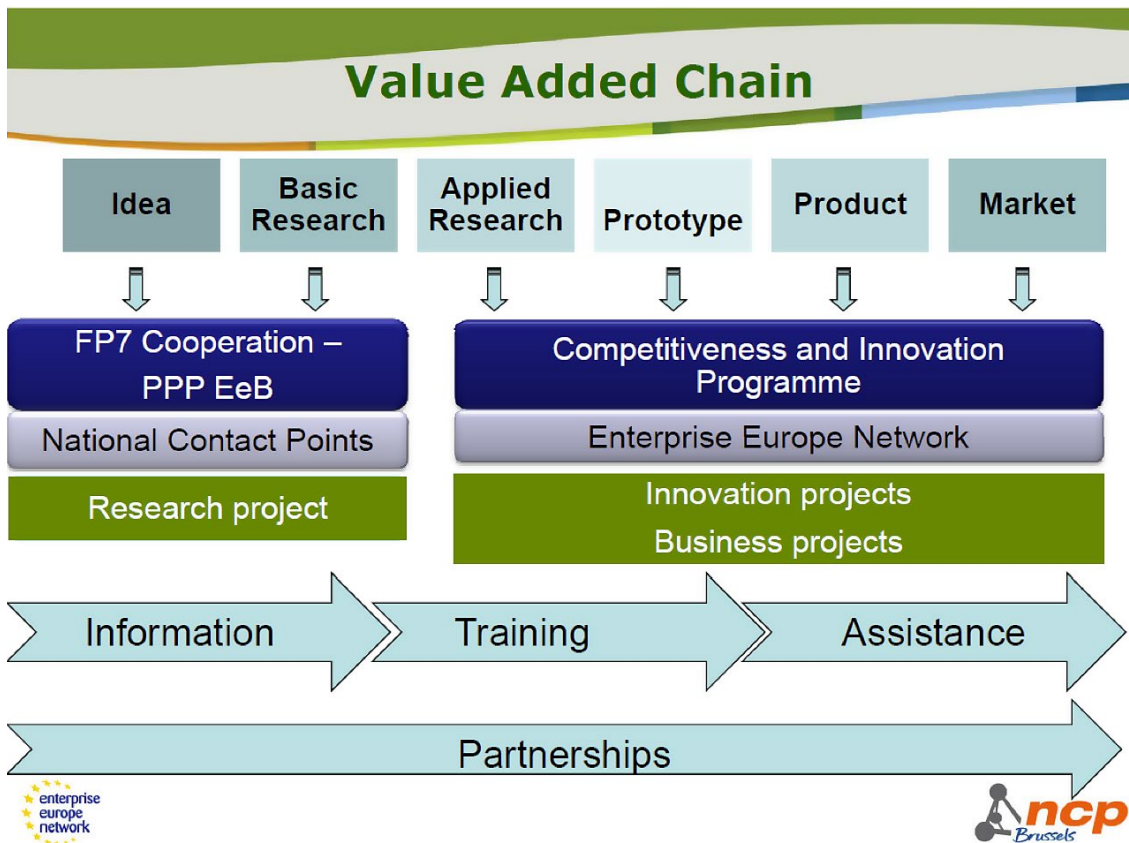 Value Added Chain
Idea
Basic
Research
Applied
Research
Prototype
Product
Market
FP7 Cooperation –
PPP EeB
Competitiveness and Innovation
Programme
National Contact Points
Enterprise Europe Network
Research project
Innovation projects
Business projects
Information
Training
Assistance
Partnerships
enterprise
europe
network
ncp
Brussels